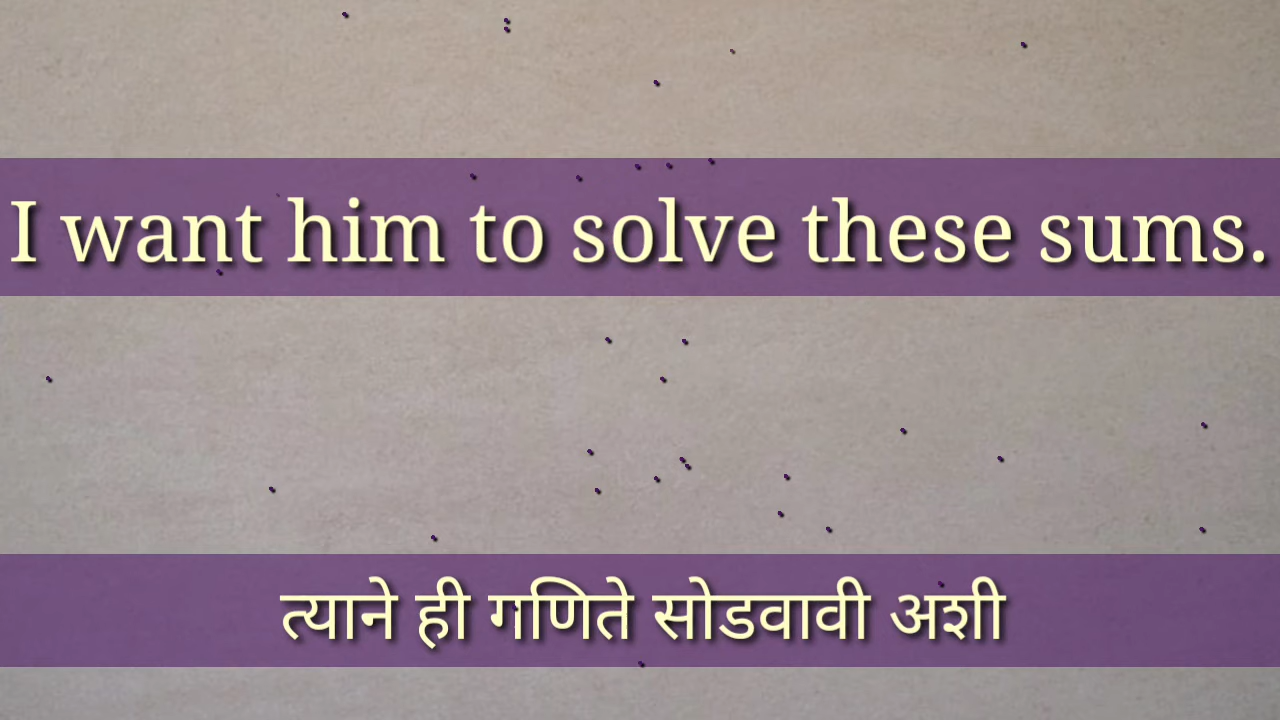 I want him to solve these sums.
त्याने ही गणिते सोडवावी अशी